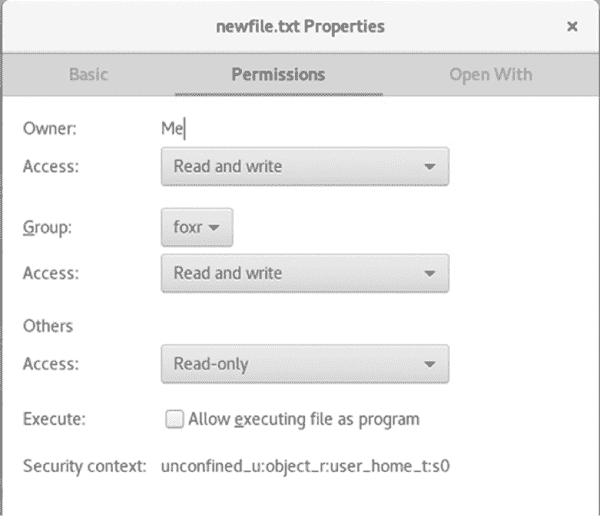 newfile.txt Properties ×
Basic Permissions Open With
Owner: Me
Access: Read and write
Group: foxr
Access: Read and write
Others
Access: Read-only
Execute: Allow executing file as program
Security context: unconfined_u:object_r:user_home_t:s0